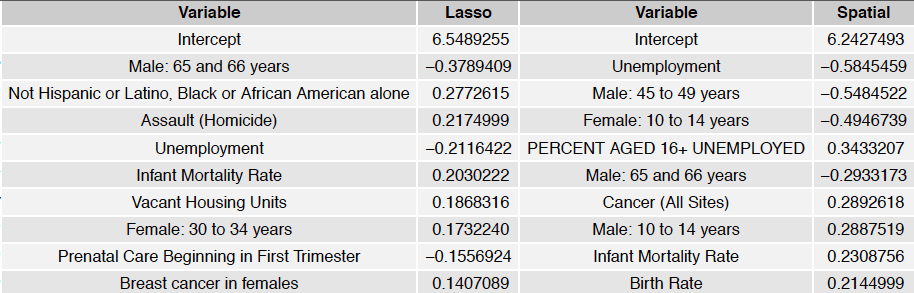 Variable Lasso Variable Spatial
Intercept 6.5489255 Intercept 6.2427493
Male: 65 and 66 years −0.3789409 Unemployment −0.5845459
Not Hispanic or Latino, Black or African American alone 0.2772615 Male: 45 to 49 years −0.5484522
Assault (Homicide) 0.2174999 Female: 10 to 14 years −0.4946739
Unemployment −0.2116422 PERCENT AGED 16+ UNEMPLOYED 0.3433207
Infant Mortality Rate 0.2030222 Male: 65 and 66 years −0.2933173
Vacant Housing Units 0.1868316 Cancer (All Sites) 0.2892618
Female: 30 to 34 years 0.1732240 Male: 10 to 14 years 0.2887519
Prenatal Care Beginning in First Trimester −0.1556924 Infant Mortality Rate 0.2308756
Breast cancer in females 0.1407089 Birth Rate 0.2144999